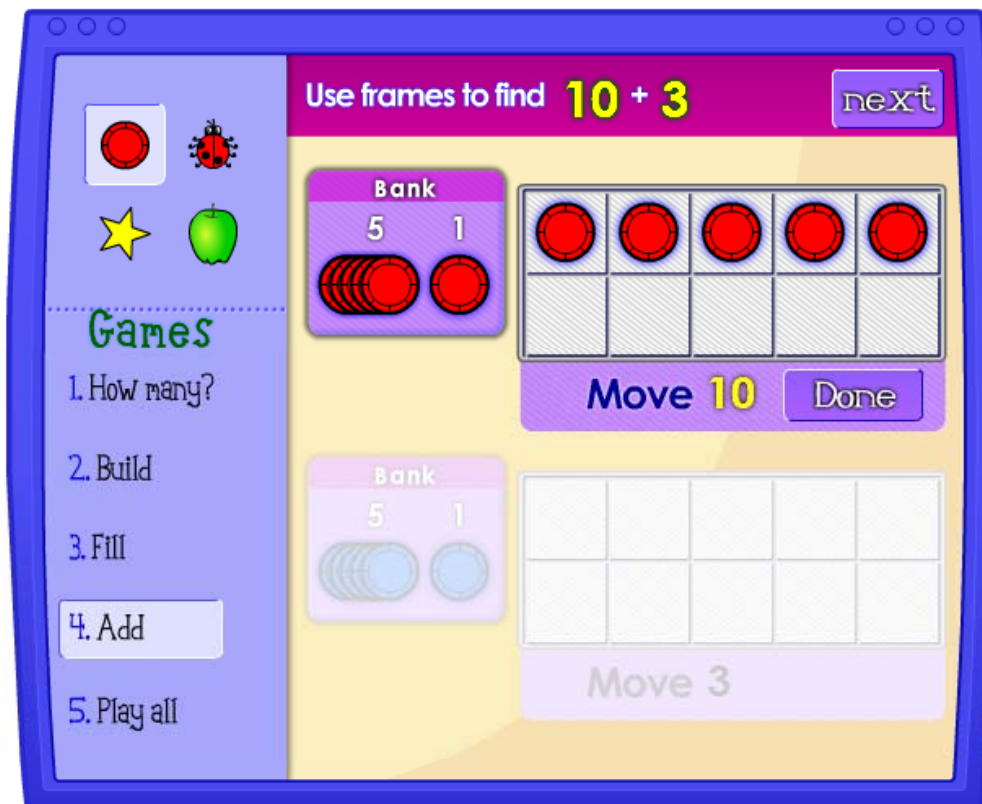 Use frames to find 10 + 3
next
Games
1. How many?
2. Build
3. Fill
4. Add
5. Play all
Bank
5 1
Move 10 Done
Bank
5 1
Move 3